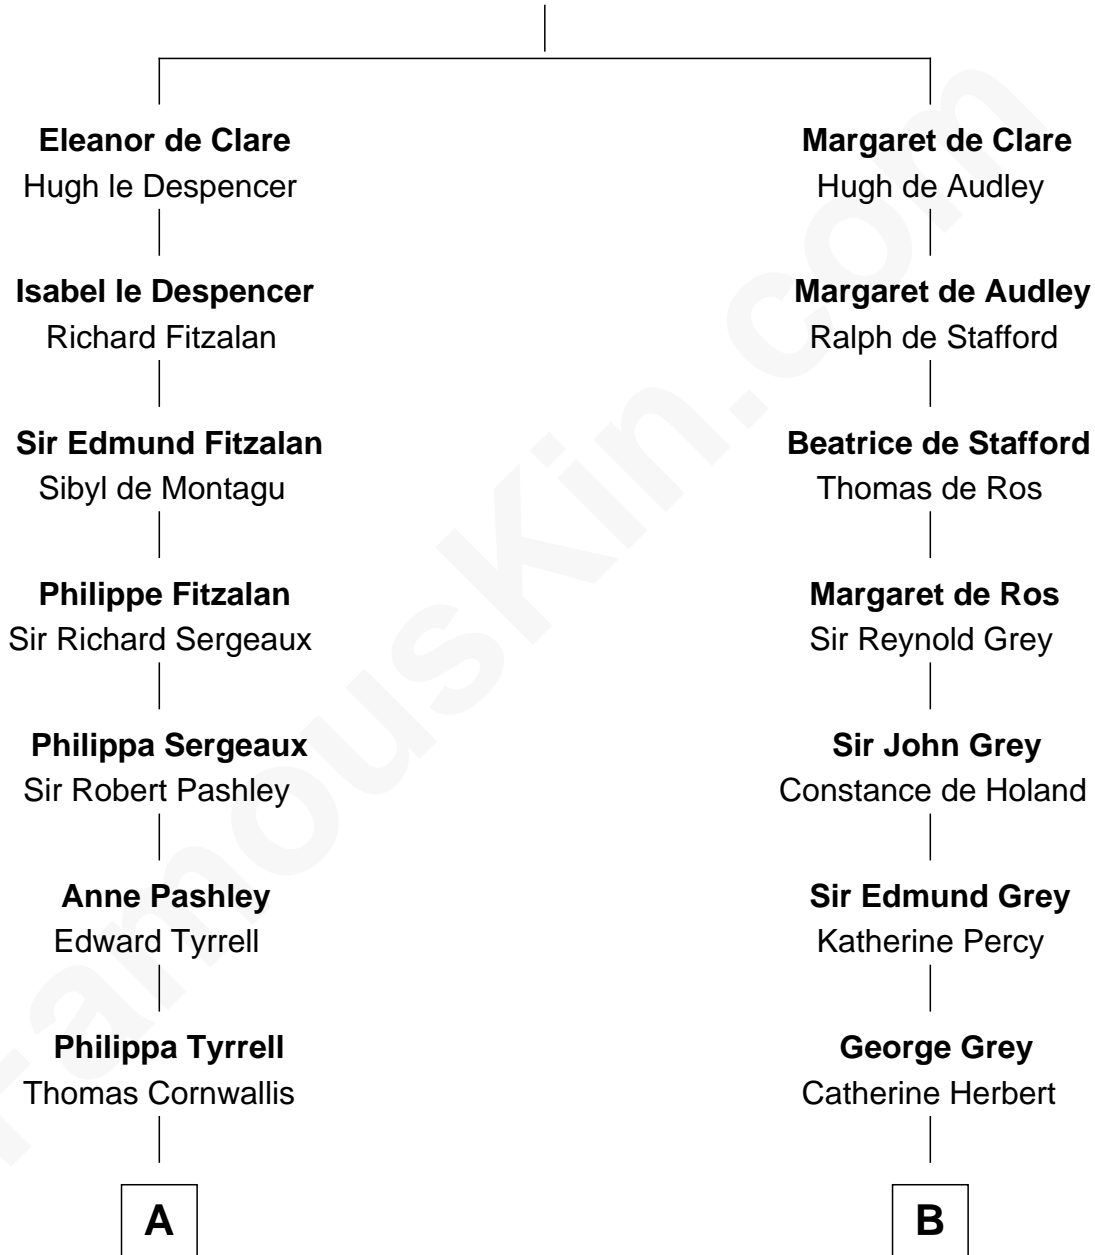 Eleanor de Clare
Hugh le Despencer
Isabel le Despencer
Richard Fitzalan
Sir Edmund Fitzalan
Sibyl de Montagu
Philippe Fitzalan
Sir Richard Sergeaux
Philippa Sergeaux
Sir Robert Pashley
Anne Pashley
Edward Tyrrell
Philippa Tyrrell
Thomas Cornwallis
A
Margaret de Clare
Hugh de Audley
Margaret de Audley
Ralph de Stafford
Beatrice de Stafford
Thomas de Ros
Margaret de Ros
Sir Reynold Grey
Sir John Grey
Constance de Holand
Sir Edmund Grey
Katherine Percy
George Grey
Catherine Herbert
B
FamousKin.com